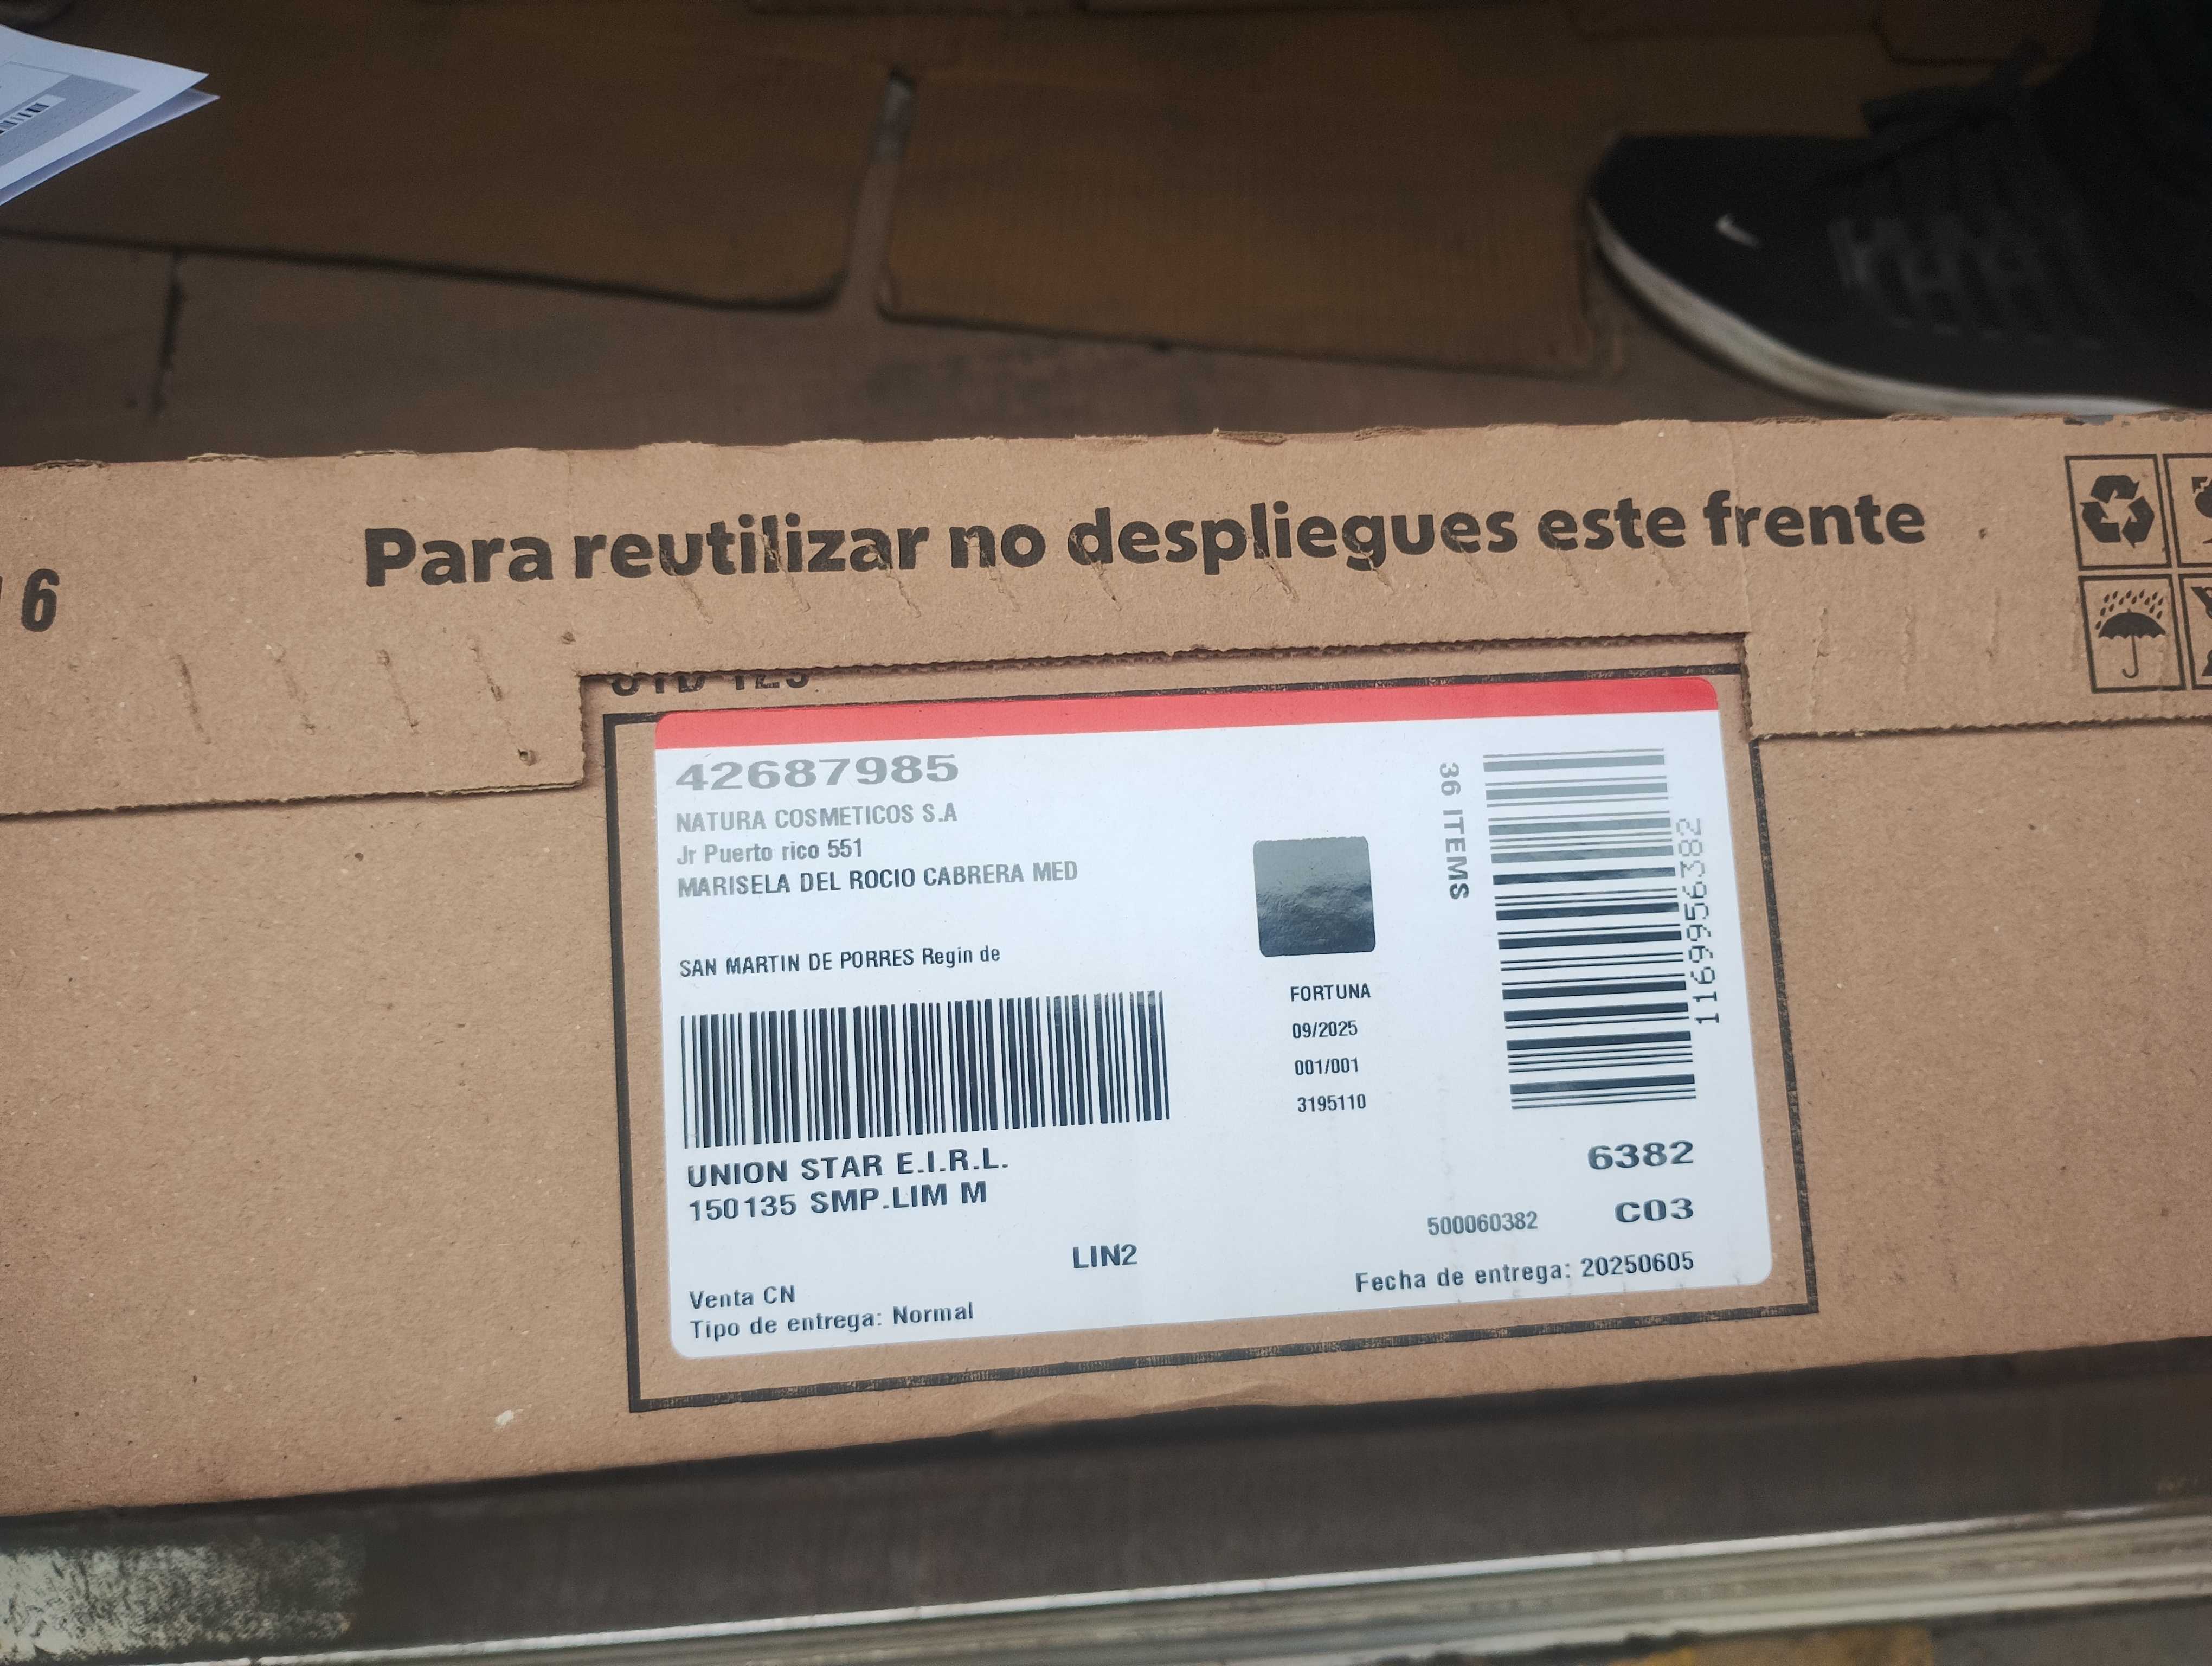 6
Para reutilizar no despliegues este frente
42687985
NATURA COSMETICOS S.A
Jr Puerto rico 551
MARISELA DEL ROCIO CABRERA MED
SAN MARTIN DE PORRES Regin de
UNION STAR E.I.R.L.
150135 SMP.LIM M
LIN2
Venta CN
Tipo de entrega: Normal
FORTUNA
09/2025
001/001
3195110
36 ITEMS
1169956382
6382
500060382
C03
Fecha de entrega: 20250605